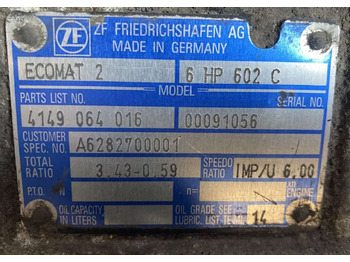 ZF
ZF FRIEDRICHSHAFEN AG
MADE IN GERMANY
ECOMAT 2 6 HP 602 C
MODEL
PARTS LIST NO. SERIAL NO.
4149 064 016 00091056
CUSTOMER SPEC. NO. A6282700001 /
TOTAL RATIO 3.43-0.59 SPEEDO RATIO IMP/U 6,00
P.T.O. n= ENGINE
OIL CAPACITY IN LITERS OIL GRADE SEE LUBRIC. LIST TE-ML 14